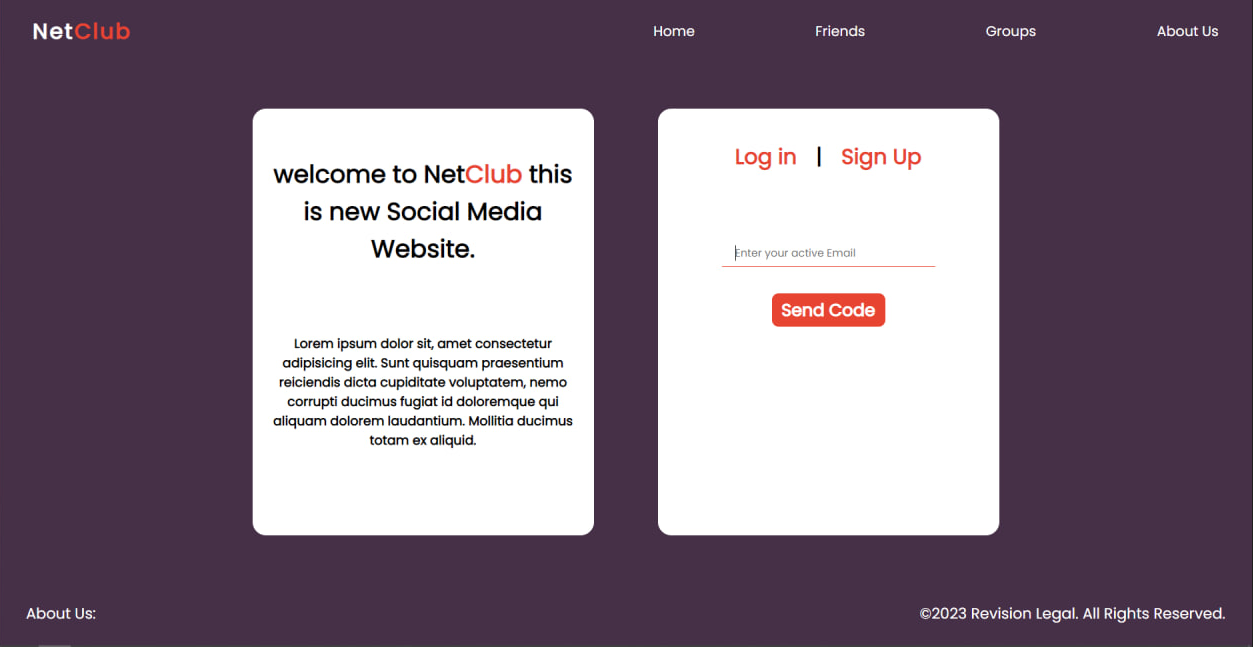 NetClub
Home
Friends
Groups
About Us
welcome to NetClub this
is new Social Media
Website.
Lorem ipsum dolor sit, amet consectetur
adipisicing elit. Sunt quisquam praesentium
reiciendis dicta cupiditate voluptatem, nemo
corrupti ducimus fugiat id doloremque qui
aliquam dolorem laudantium. Mollitia ducimus
totam ex aliquid.
Log in | Sign Up
Enter your active Email
Send Code
About Us:
©2023 Revision Legal. All Rights Reserved.